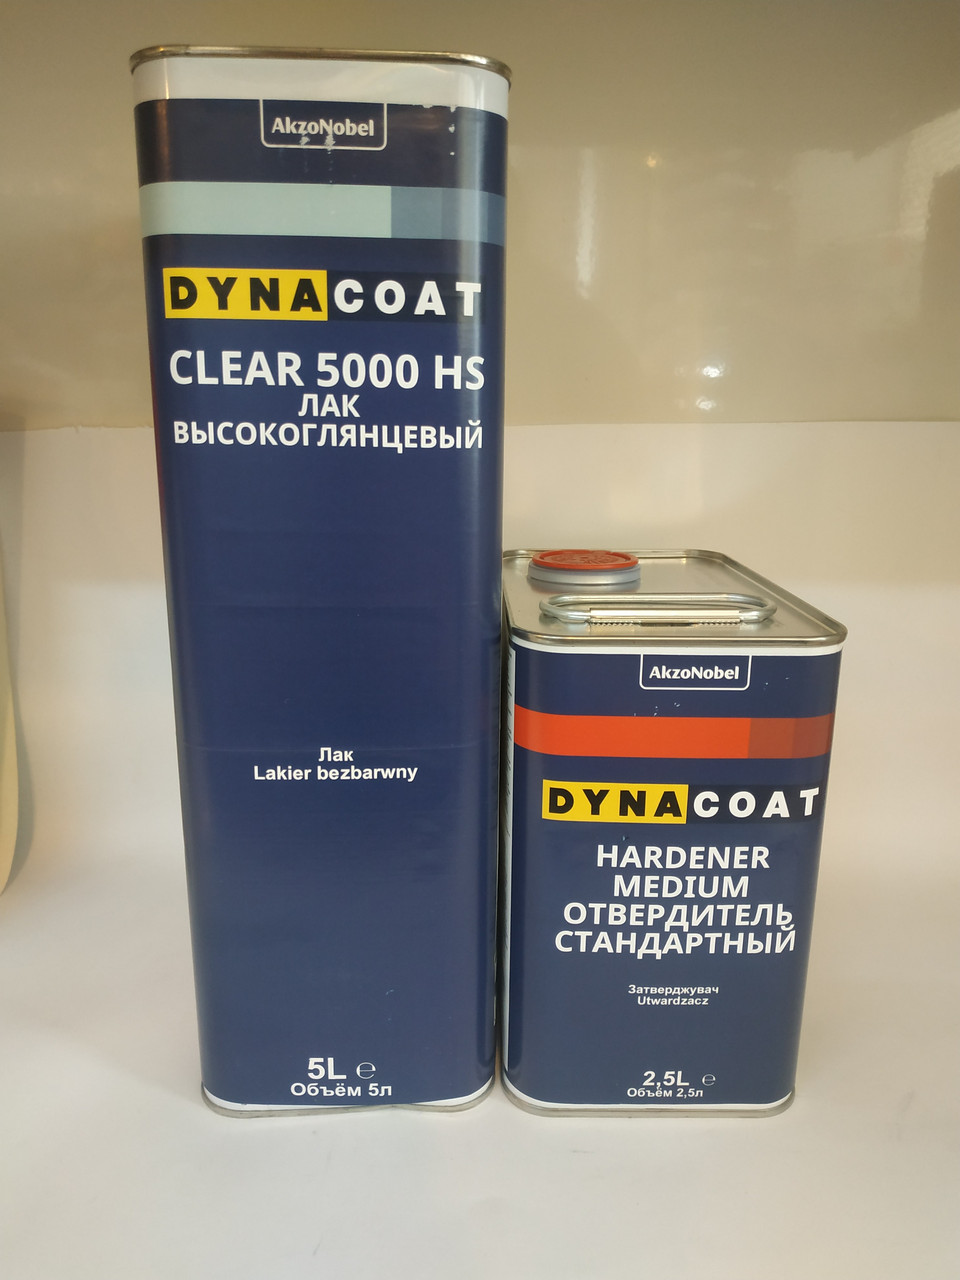 AkzoNobel
DYNACOAT
CLEAR 5000 HS
ЛАК
ВЫСОКОГЛЯНЦЕВЫЙ
Лак
Lakier bezbarwny
5L ℮
Объём 5л
AkzoNobel
DYNACOAT
HARDENER
MEDIUM
ОТВЕРДИТЕЛЬ
СТАНДАРТНЫЙ
Затверджувач
Utwardzacz
2,5L ℮
Объём 2,5л